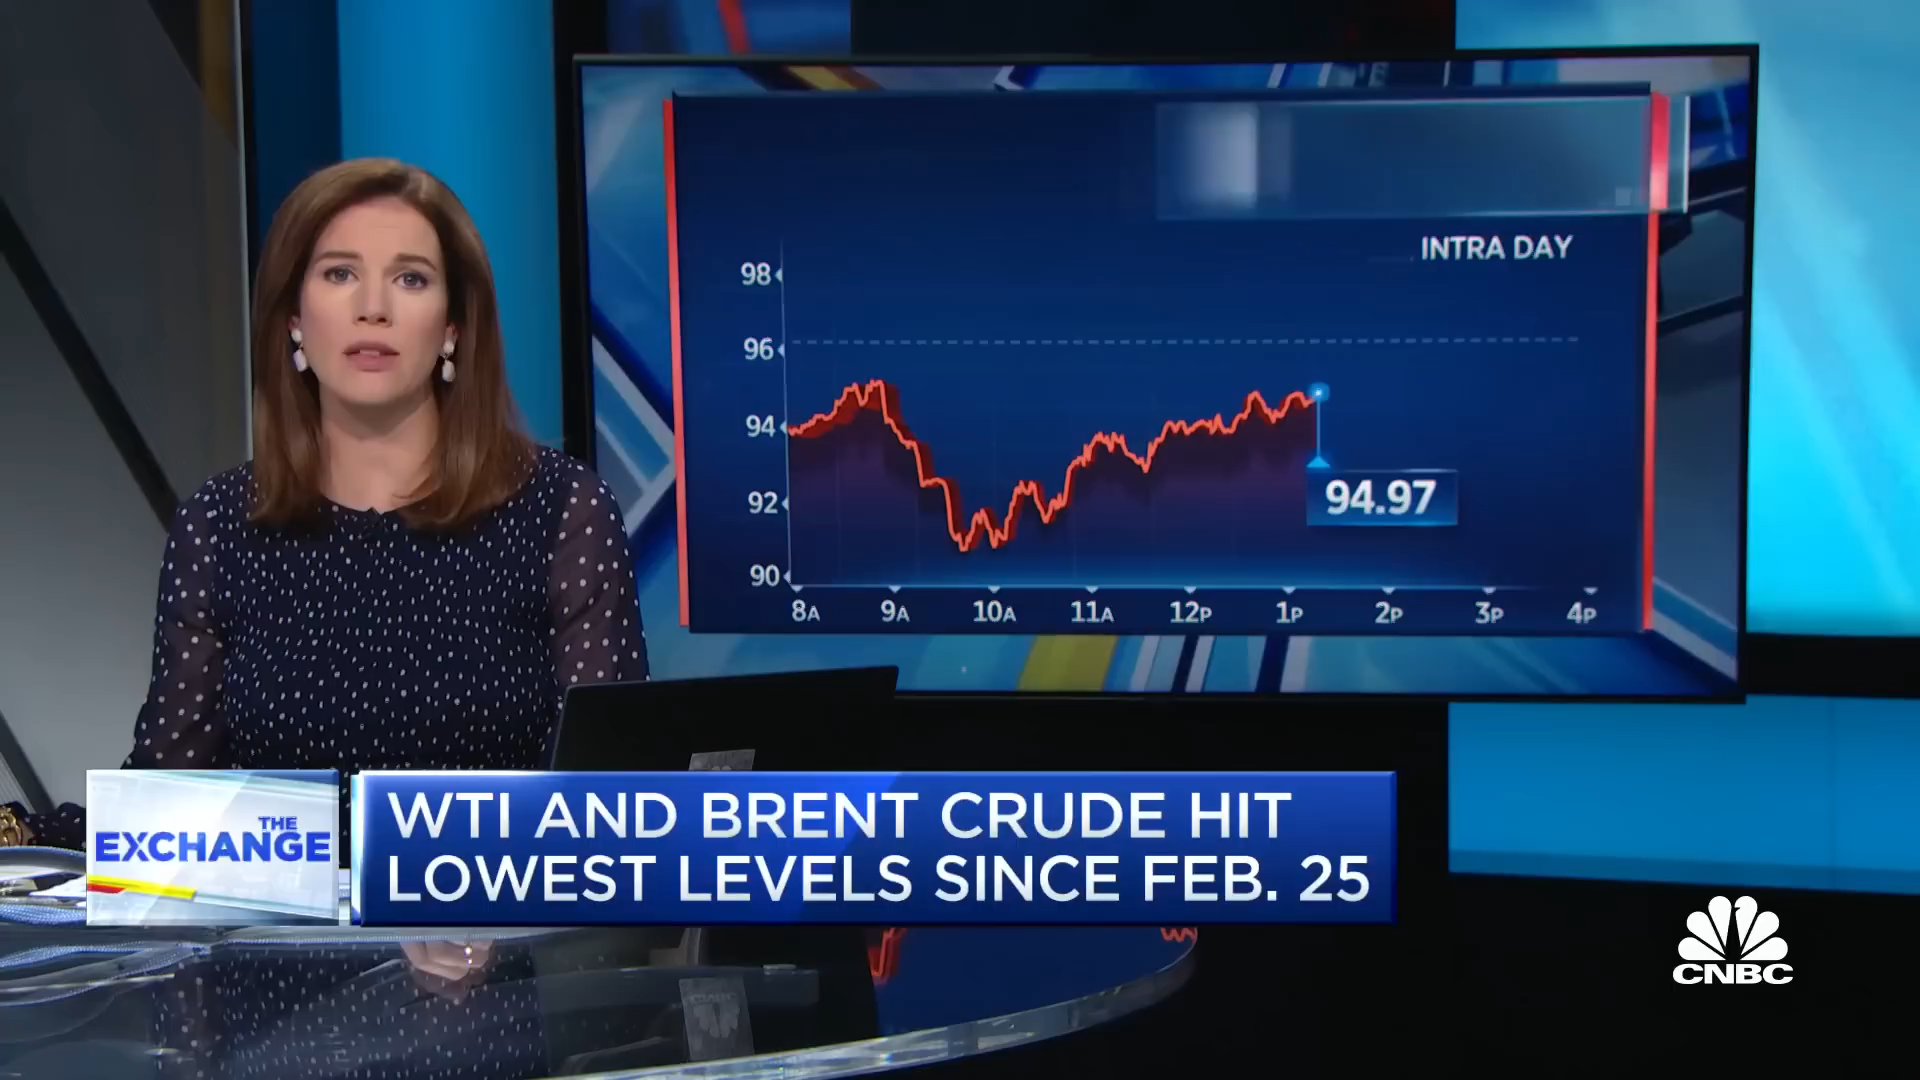 INTRA DAY
98
96
94
92
90
94.97
8A 9A 10A 11A 12P 1P 2P 3P 4P
THE
EXCHANGE
WTI AND BRENT CRUDE HIT
LOWEST LEVELS SINCE FEB. 25
CNBC